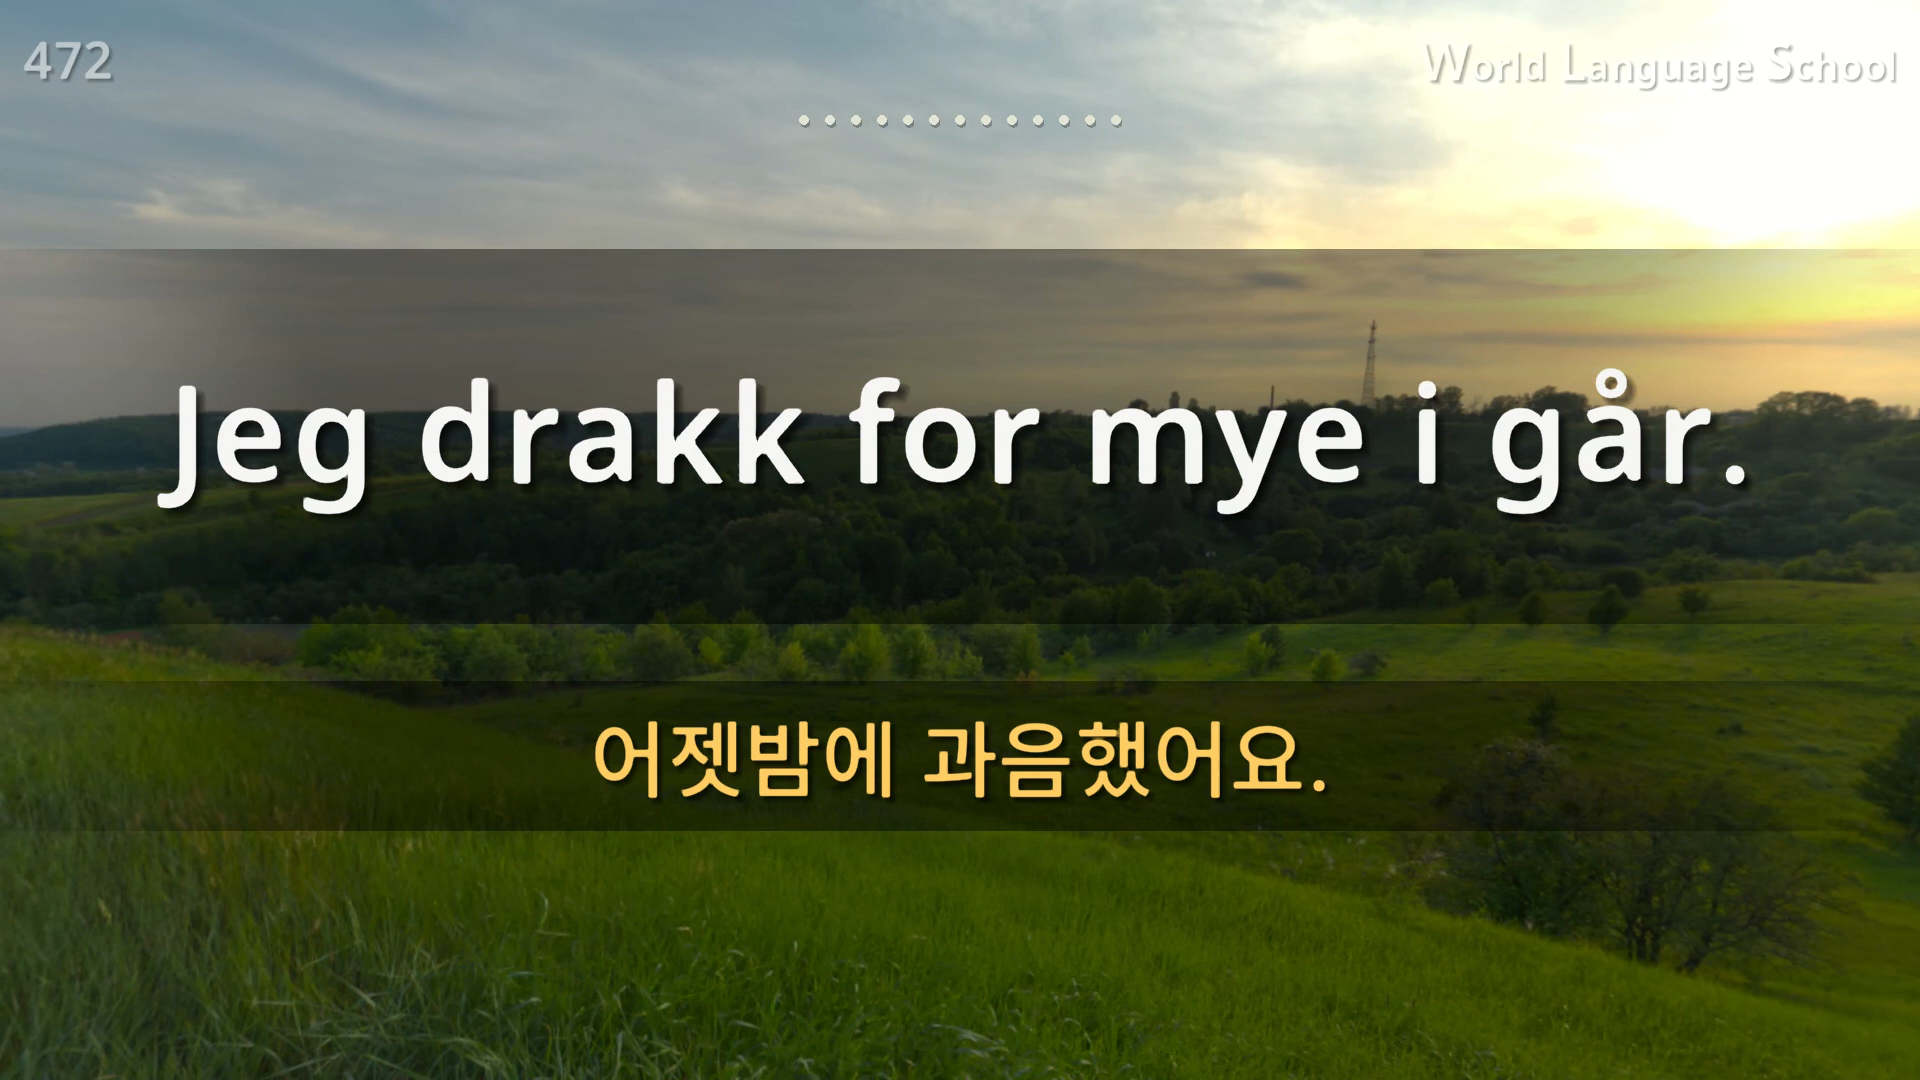 472
World Language School
Jeg drakk for mye i går.
어젯밤에 과음했어요.